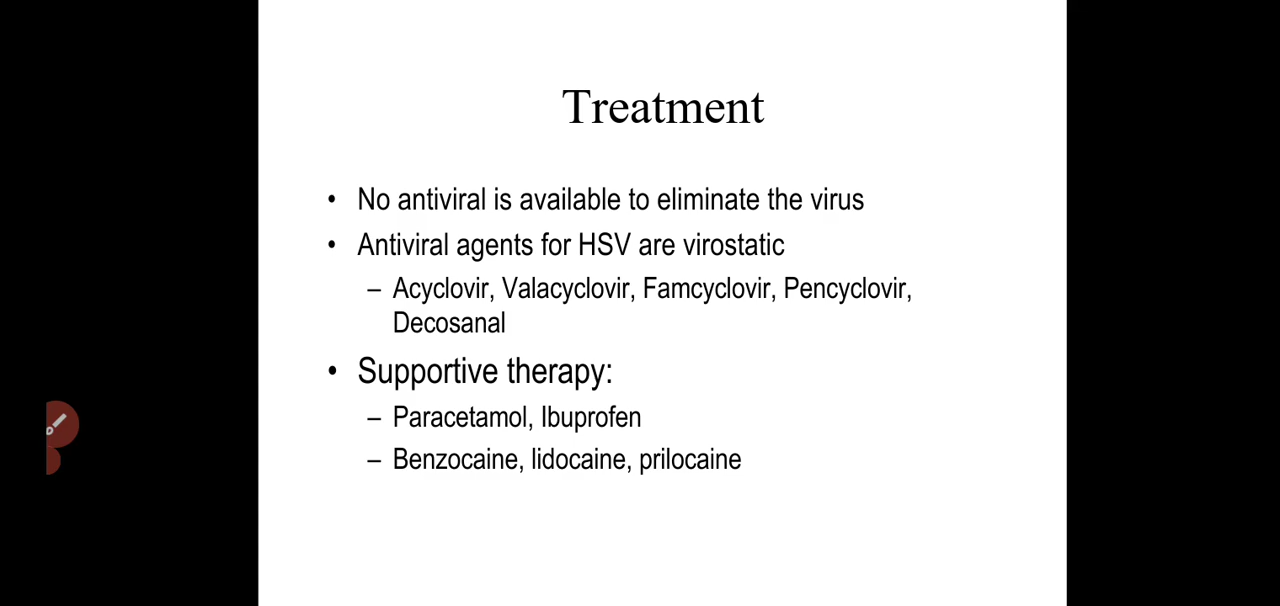 Treatment
• No antiviral is available to eliminate the virus
• Antiviral agents for HSV are virostatic
– Acyclovir, Valacyclovir, Famcyclovir, Pencyclovir,
Decosanal
• Supportive therapy:
– Paracetamol, Ibuprofen
– Benzocaine, lidocaine, prilocaine